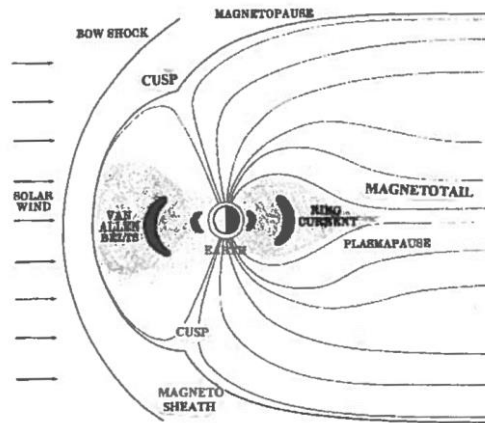 MAGNETOPAUSE
BOW SHOCK
CUSP
SOLAR
WIND
VAN
ALLEN
BELTS
EARTH
RING
CURRENT
MAGNETOTAIL
PLASMAPAUSE
CUSP
MAGNETO
SHEATH